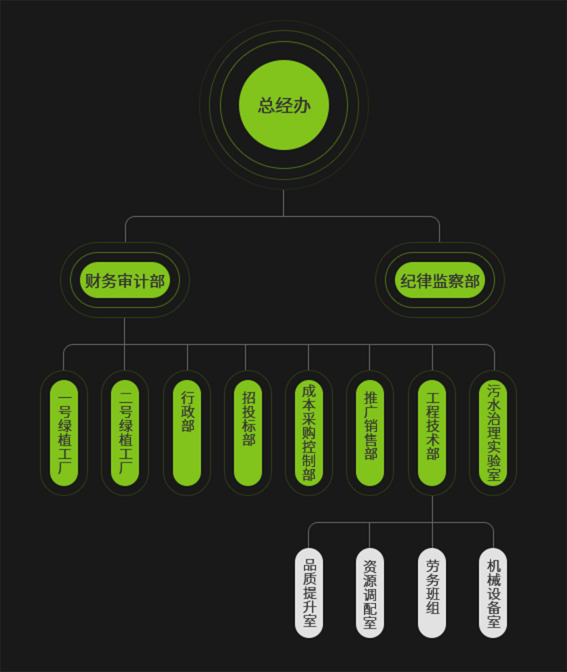 总经办
财务审计部
纪律监察部
一号绿植工厂
二号绿植工厂
行政部
招投标部
成本采购控制部
推广销售部
工程技术部
污水治理实验室
品质提升室
资源调配室
劳务班组
机械设备室